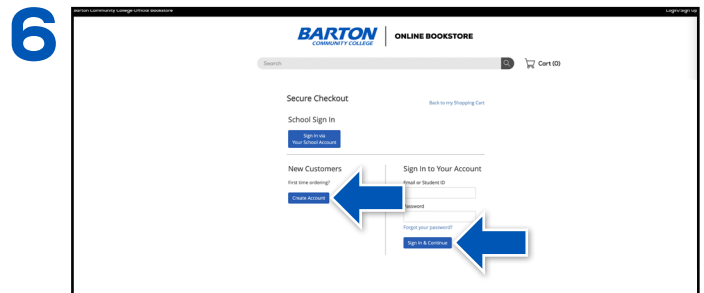 6
Barton Community College Official Bookstore
Login/Sign Up
BARTON
COMMUNITY COLLEGE
ONLINE BOOKSTORE
Search
Cart (0)
Secure Checkout
Back to my Shopping Cart
School Sign In
Sign in via
Your School Account
New Customers
First time ordering?
Create Account
Sign In to Your Account
Email or Student ID
Password
Forgot your password?
Sign In & Continue